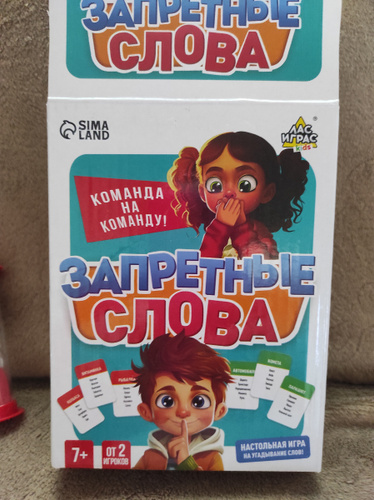 ЗАПРЕТНЫЕ
СЛОВА
SIMA
LAND
ЛАС
ИГРАС
kids
®
КОМАНДА
НА
КОМАНДУ!
ЗАПРЕТНЫЕ
СЛОВА
7+
ОТ 2
ИГРОКОВ
НАСТОЛЬНАЯ ИГРА
НА УГАДЫВАНИЕ СЛОВ!